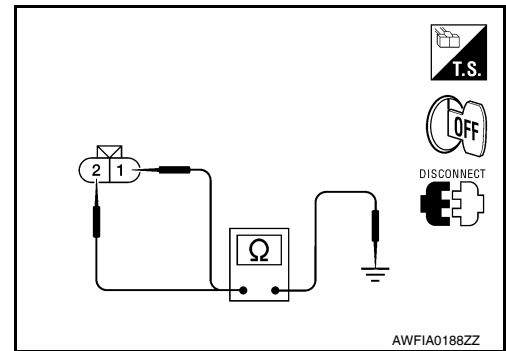 T.S.
OFF
DISCONNECT
2 1
Ω
AWFIA0188ZZ